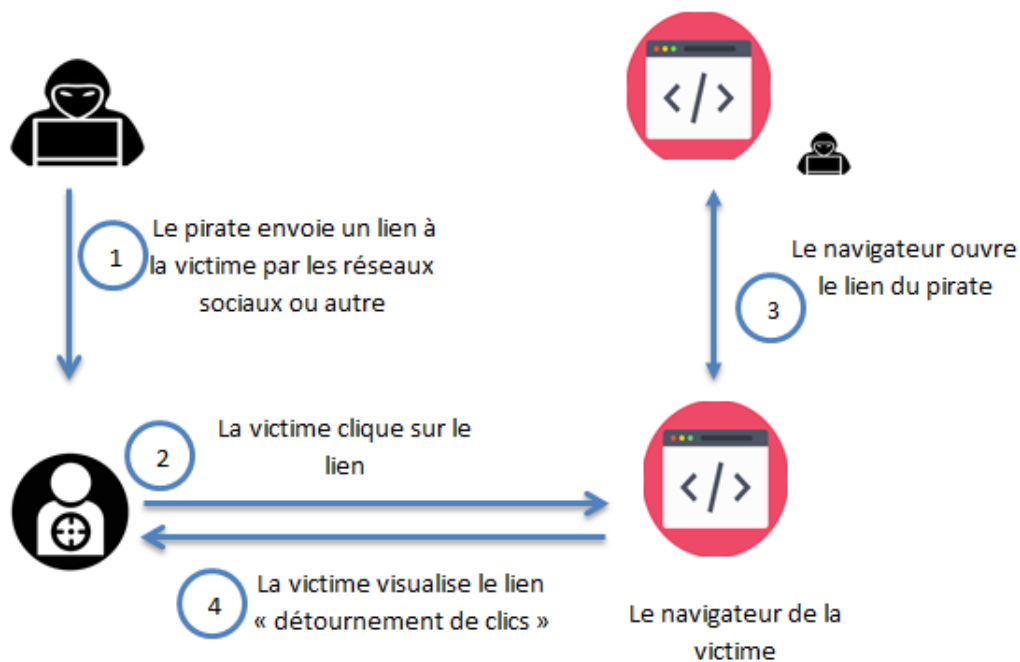 1
Le pirate envoie un lien à
la victime par les réseaux
sociaux ou autre
2
La victime clique sur le
lien
3
Le navigateur ouvre
le lien du pirate
4
La victime visualise le lien
« détournement de clics »
Le navigateur de la
victime